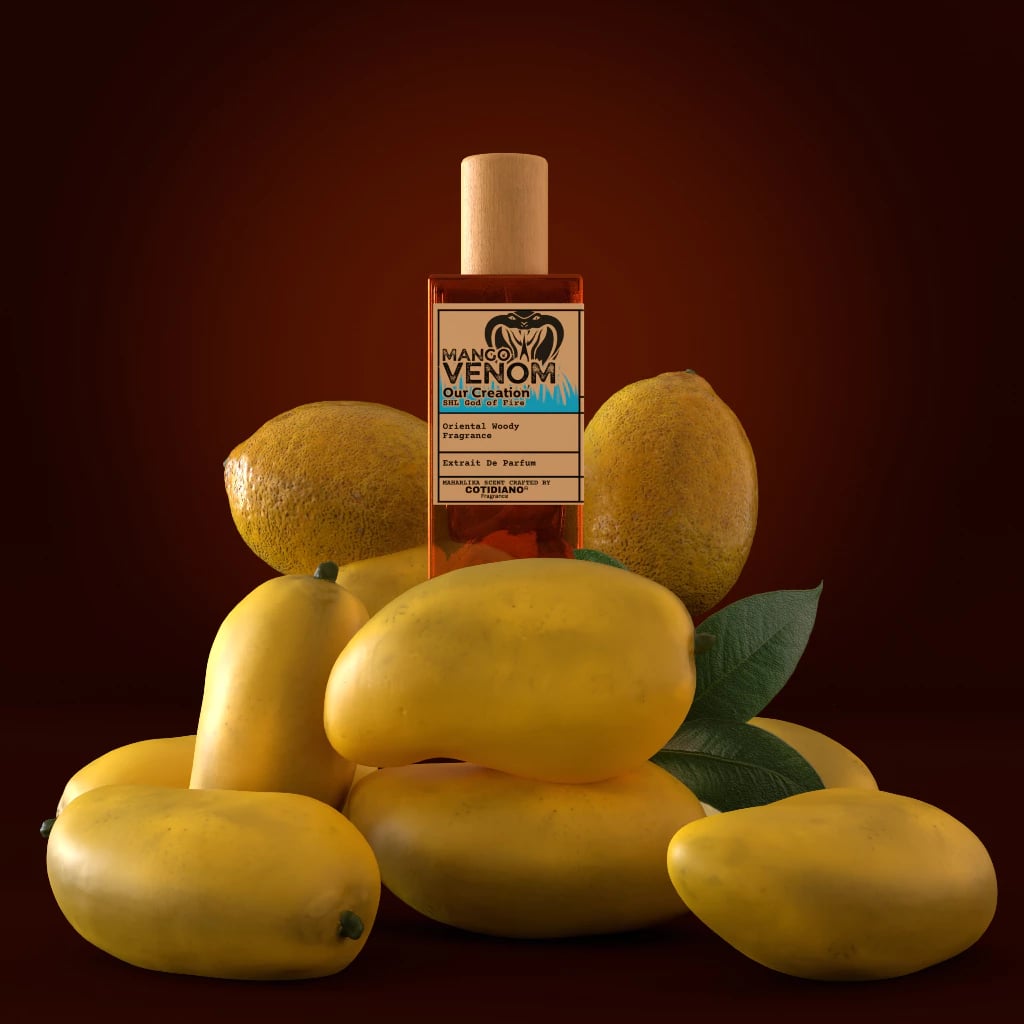 MANGO
VENOM
Our Creation
SHL God of Fire
Oriental Woody
Fragrance
Extrait De Parfum
MAHARLIKA SCENT CRAFTED BY
COTIDIANO
Fragrance